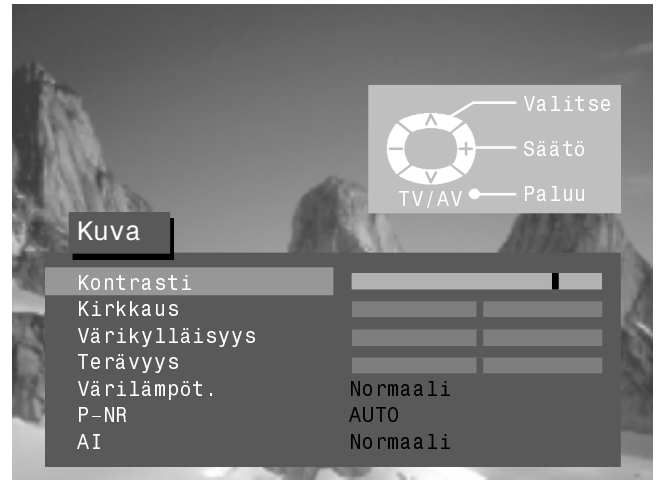 Valitse
Säätö
TV/AV Paluu
Kuva
Kontrasti
Kirkkaus
Värikylläisyys
Terävyys
Värilämpöt. Normaali
P-NR AUTO
AI Normaali